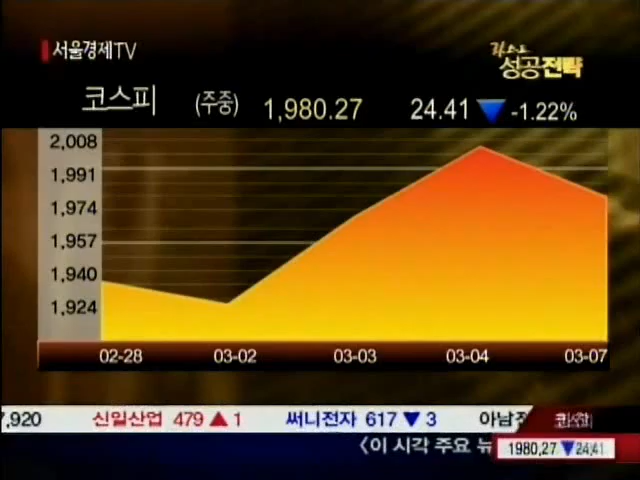 서울경제TV
성공전략
코스피 (주중) 1,980.27 24.41 ▼ -1.22%
2,008
1,991
1,974
1,957
1,940
1,924
02-28 03-02 03-03 03-04 03-07
7,920 신일산업 479 ▲ 1 써니전자 617 ▼ 3 아남전
<이 시각 주요 뉴
1980,27 ▼ 24,41